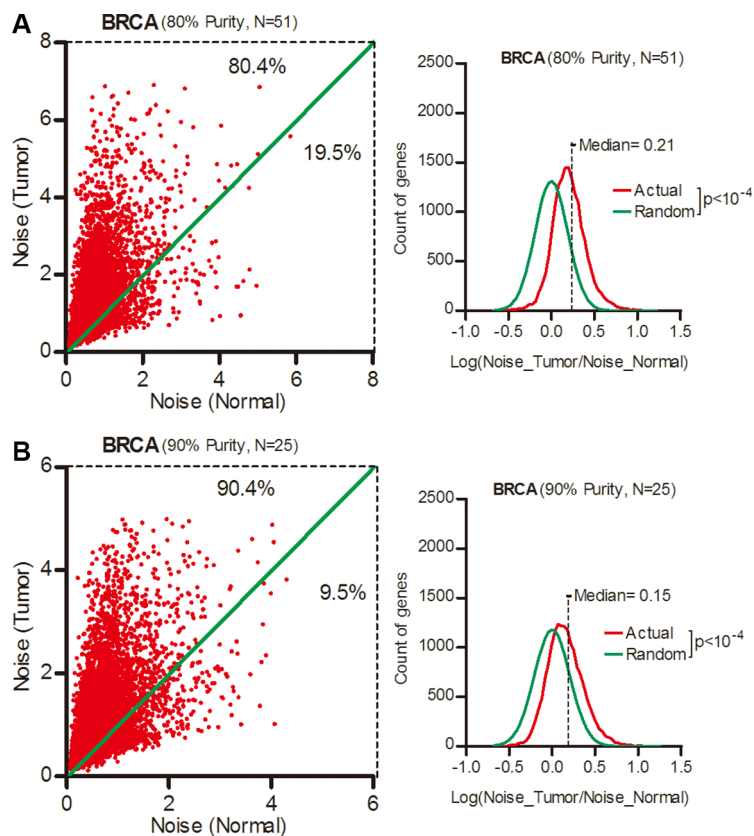 A
BRCA (80% Purity, N=51)
8
6
4
2
0
Noise (Tumor)
80.4%
19.5%
0 2 4 6 8
Noise (Normal)
BRCA (80% Purity, N=51)
2500
2000
1500
1000
500
0
Count of genes
Median= 0.21
Actual
Random
p<10-4
-1.0 -0.5 0.0 0.5 1.0 1.5
Log(Noise_Tumor/Noise_Normal)
B
BRCA (90% Purity, N=25)
6
4
2
0
Noise (Tumor)
90.4%
9.5%
0 2 4 6
Noise (Normal)
BRCA (90% Purity, N=25)
2500
2000
1500
1000
500
0
Count of genes
Median= 0.15
Actual
Random
p<10-4
-1.0 -0.5 0.0 0.5 1.0 1.5
Log(Noise_Tumor/Noise_Normal)